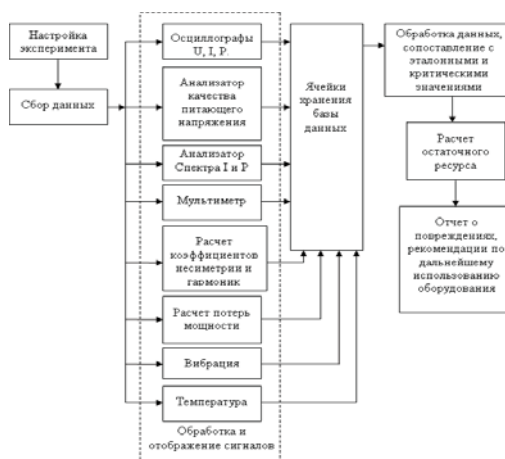 Настройка
эксперимента
Сбор данных
Осциллографы
U, I, P.
Анализатор
качества
питающего
напряжения
Анализатор
Спектра I и P
Мультиметр
Расчет
коэффициентов
несиметрии и
гармоник
Расчет потерь
мощности
Вибрация
Температура
Обработка и
отображение сигналов
Ячейки
хранения
базы
данных
Обработка данных,
сопоставление с
эталонными и
критическими
значениями
Расчет
остаточного
ресурса
Отчет о
повреждениях,
рекомендации по
дальнейшему
использованию
оборудования